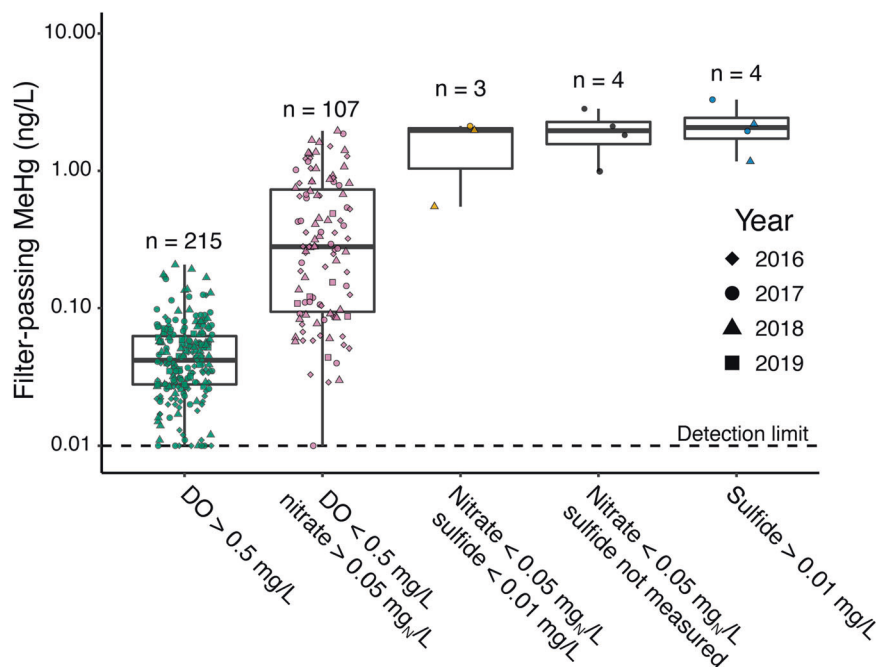 10.00
1.00
0.10
0.01
Filter-passing MeHg (ng/L)
n = 215
n = 107
n = 3
n = 4
n = 4
Year
2016
2017
2018
2019
Detection limit
DO > 0.5 mg/L
DO < 0.5 mg/L
nitrate > 0.05 mgN/L
Nitrate < 0.05 mgN/L
sulfide < 0.01 mg/L
Nitrate < 0.05 mgN/L
sulfide not measured
Sulfide > 0.01 mg/L